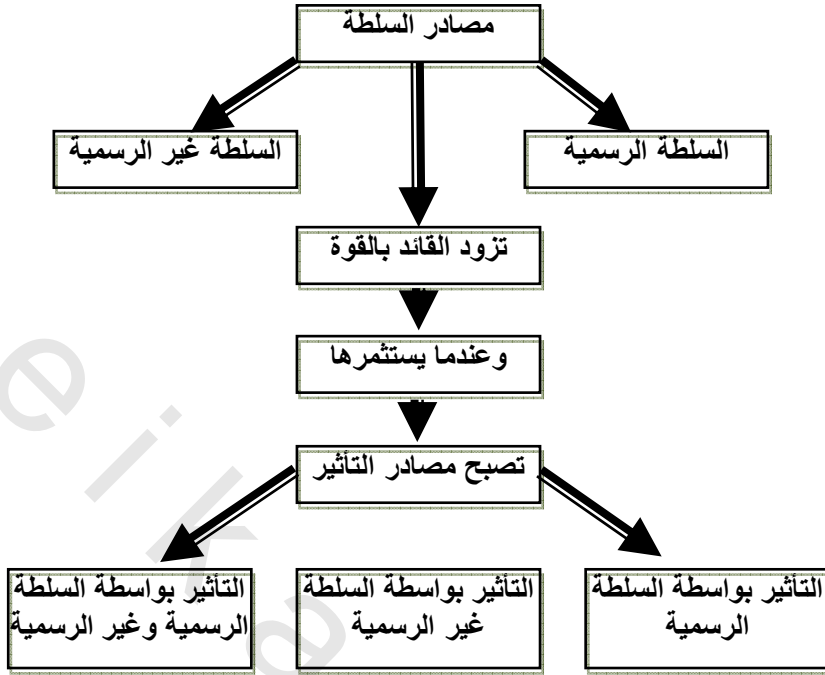 مصادر السلطة
السلطة الرسمية
السلطة غير الرسمية
تزود القائد بالقوة
وعندما يستثمرها
تصبح مصادر التأثير
التأثير بواسطة السلطة
الرسمية
التأثير بواسطة السلطة
غير الرسمية
التأثير بواسطة السلطة
الرسمية وغير الرسمية